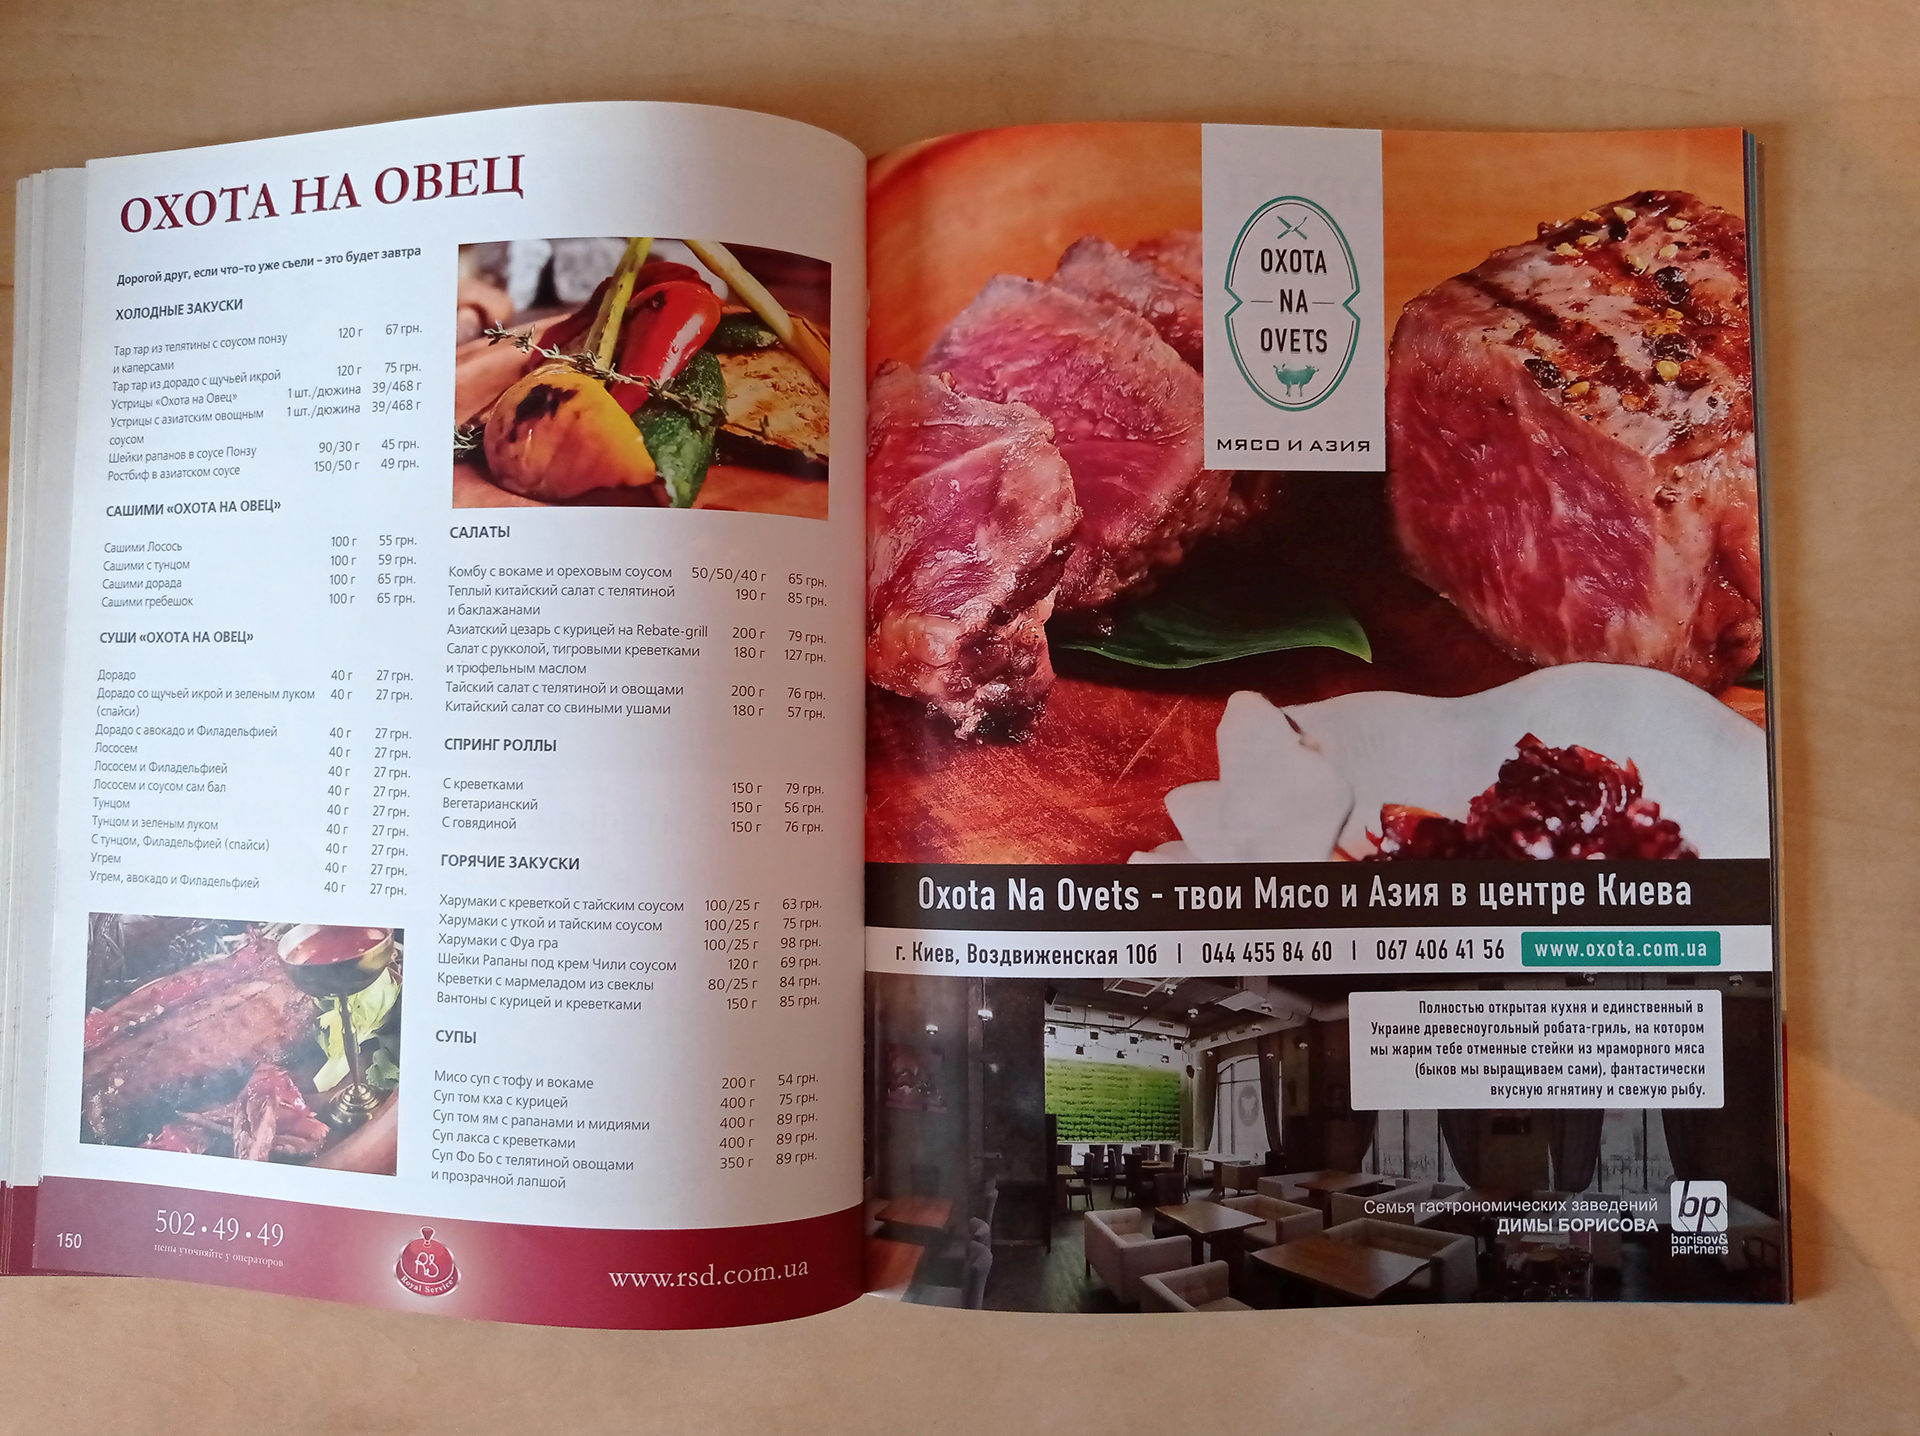 ОХОТА НА ОВЕЦ
Дорогой друг, если что-то уже съели – это будет завтра
ХОЛОДНЫЕ ЗАКУСКИ
Тар тар из телятины с соусом понзу 120 г 67 грн.
и каперсами
Тар тар из дорадо с щучьей икрой 120 г 75 грн.
Устрицы «Охота на Овец» 1 шт./дюжина 39/468 г
Устрицы с азиатским овощным 1 шт./дюжина 39/468 г
соусом
Шейки рапанов в соусе Понзу 90/30 г 45 грн.
Ростбиф в азиатском соусе 150/50 г 49 грн.
САШИМИ «ОХОТА НА ОВЕЦ»
Сашими Лосось 100 г 55 грн.
Сашими с тунцом 100 г 59 грн.
Сашими дорада 100 г 65 грн.
Сашими гребешок 100 г 65 грн.
СУШИ «ОХОТА НА ОВЕЦ»
Дорадо 40 г 27 грн.
Дорадо со щучьей икрой и зеленым луком 40 г 27 грн.
(спайси)
Дорадо с авокадо и Филадельфией 40 г 27 грн.
Лососем 40 г 27 грн.
Лососем и Филадельфией 40 г 27 грн.
Лососем и соусом сам бал 40 г 27 грн.
Тунцом 40 г 27 грн.
Тунцом и зеленым луком 40 г 27 грн.
С тунцом, Филадельфией (спайси) 40 г 27 грн.
Угрем 40 г 27 грн.
Угрем, авокадо и Филадельфией 40 г 27 грн.
САЛАТЫ
Комбу с вокаме и ореховым соусом 50/50/40 г 65 грн.
Теплый китайский салат с телятиной 190 г 85 грн.
и баклажанами
Азиатский цезарь с курицей на Rebate-grill 200 г 79 грн.
Салат с рукколой, тигровыми креветками 180 г 127 грн.
и трюфельным маслом
Тайский салат с телятиной и овощами 200 г 76 грн.
Китайский салат со свиными ушами 180 г 57 грн.
СПРИНГ РОЛЛЫ
С креветками 150 г 79 грн.
Вегетарианский 150 г 56 грн.
С говядиной 150 г 76 грн.
ГОРЯЧИЕ ЗАКУСКИ
Харумаки с креветкой с тайским соусом 100/25 г 63 грн.
Харумаки с уткой и тайским соусом 100/25 г 75 грн.
Харумаки с Фуа гра 100/25 г 98 грн.
Шейки Рапаны под крем Чили соусом 120 г 69 грн.
Креветки с мармеладом из свеклы 80/25 г 84 грн.
Вантоны с курицей и креветками 150 г 85 грн.
СУПЫ
Мисо суп с тофу и вокаме 200 г 54 грн.
Суп том кха с курицей 400 г 75 грн.
Суп том ям с рапанами и мидиями 400 г 89 грн.
Суп лакса с креветками 400 г 89 грн.
Суп Фо Бо с телятиной овощами 350 г 89 грн.
и прозрачной лапшой
150
502 • 49 • 49
цены уточняйте у операторов
RS
Royal Service
www.rsd.com.ua
OXOTA
NA
OVETS
МЯСО И АЗИЯ
Oxota Na Ovets - твои Мясо и Азия в центре Киева
г. Киев, Воздвиженская 10б | 044 455 84 60 | 067 406 41 56 www.oxota.com.ua
Полностью открытая кухня и единственный в
Украине древесноугольный робата-гриль, на котором
мы жарим тебе отменные стейки из мраморного мяса
(быков мы выращиваем сами), фантастически
вкусную ягнятину и свежую рыбу.
Семья гастрономических заведений
ДИМЫ БОРИСОВА
bp
borisov&
partners